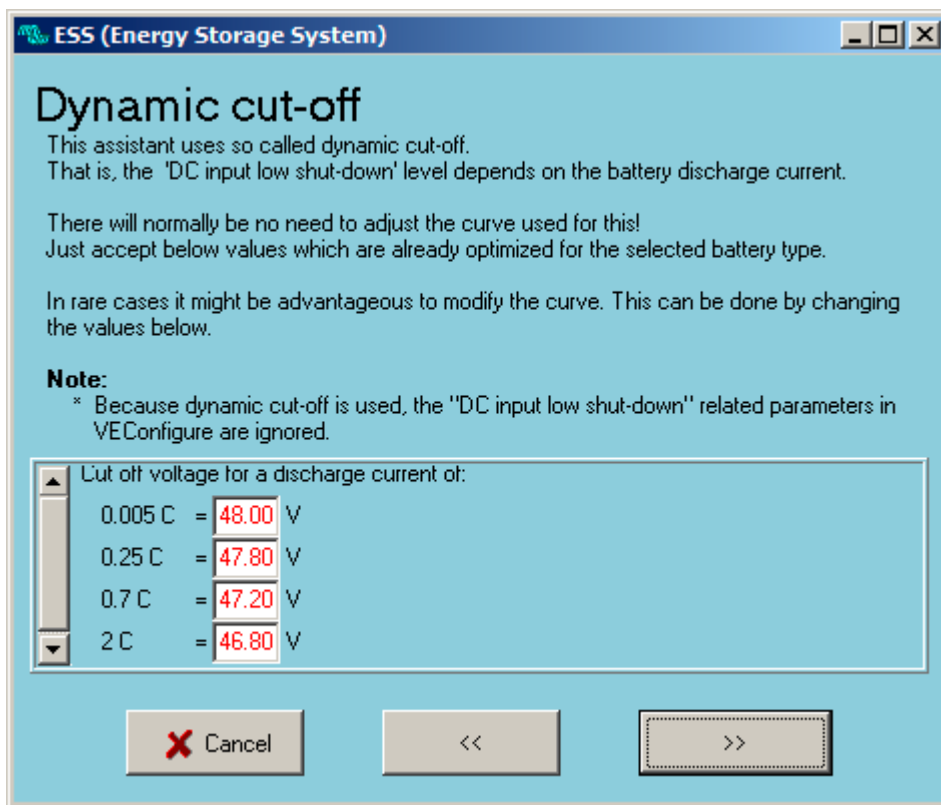 ESS (Energy Storage System)
Dynamic cut-off
This assistant uses so called dynamic cut-off.
That is, the 'DC input low shut-down' level depends on the battery discharge current.
There will normally be no need to adjust the curve used for this!
Just accept below values which are already optimized for the selected battery type.
In rare cases it might be advantageous to modify the curve. This can be done by changing
the values below.
Note:
* Because dynamic cut-off is used, the "DC input low shut-down" related parameters in
VEConfigure are ignored.
Cut off voltage for a discharge current of:
0.005 C = 48.00 V
0.25 C = 47.80 V
0.7 C = 47.20 V
2 C = 46.80 V
Cancel << >>